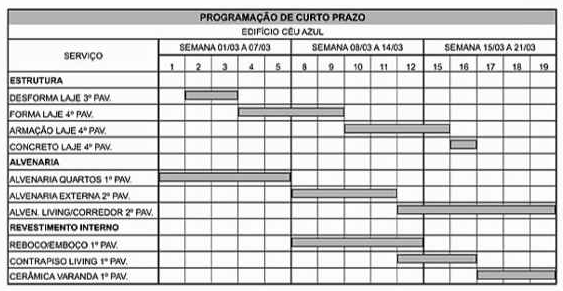 PROGRAMAÇÃO DE CURTO PRAZO
EDIFÍCIO CÉU AZUL
SERVIÇO SEMANA 01/03 A 07/03 SEMANA 08/03 A 14/03 SEMANA 15/03 A 21/03
1 2 3 4 5 8 9 10 11 12 15 16 17 18 19
ESTRUTURA
DESFORMA LAJE 3º PAV.
FORMA LAJE 4º PAV.
ARMAÇÃO LAJE 4º PAV.
CONCRETO LAJE 4º PAV.
ALVENARIA
ALVENARIA QUARTOS 1º PAV.
ALVENARIA EXTERNA 2º PAV.
ALVEN. LIVING/CORREDOR 2º PAV.
REVESTIMENTO INTERNO
REBOCO/EMBOÇO 1º PAV.
CONTRAPISO LIVING 1º PAV.
CERÂMICA VARANDA 1º PAV.